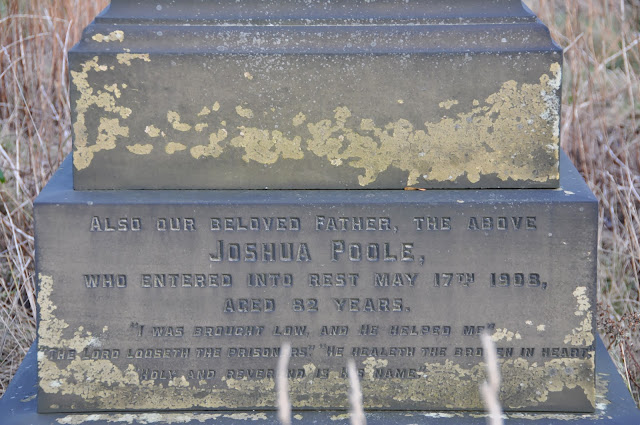 Also our beloved Father, the above
Joshua Poole,
who entered into rest May 17th 1908,
aged 82 years.
"I was brought low, and He helped me"
"The Lord looseth the prisoners" "He healeth the broken in heart,
Holy and reverend is His name."